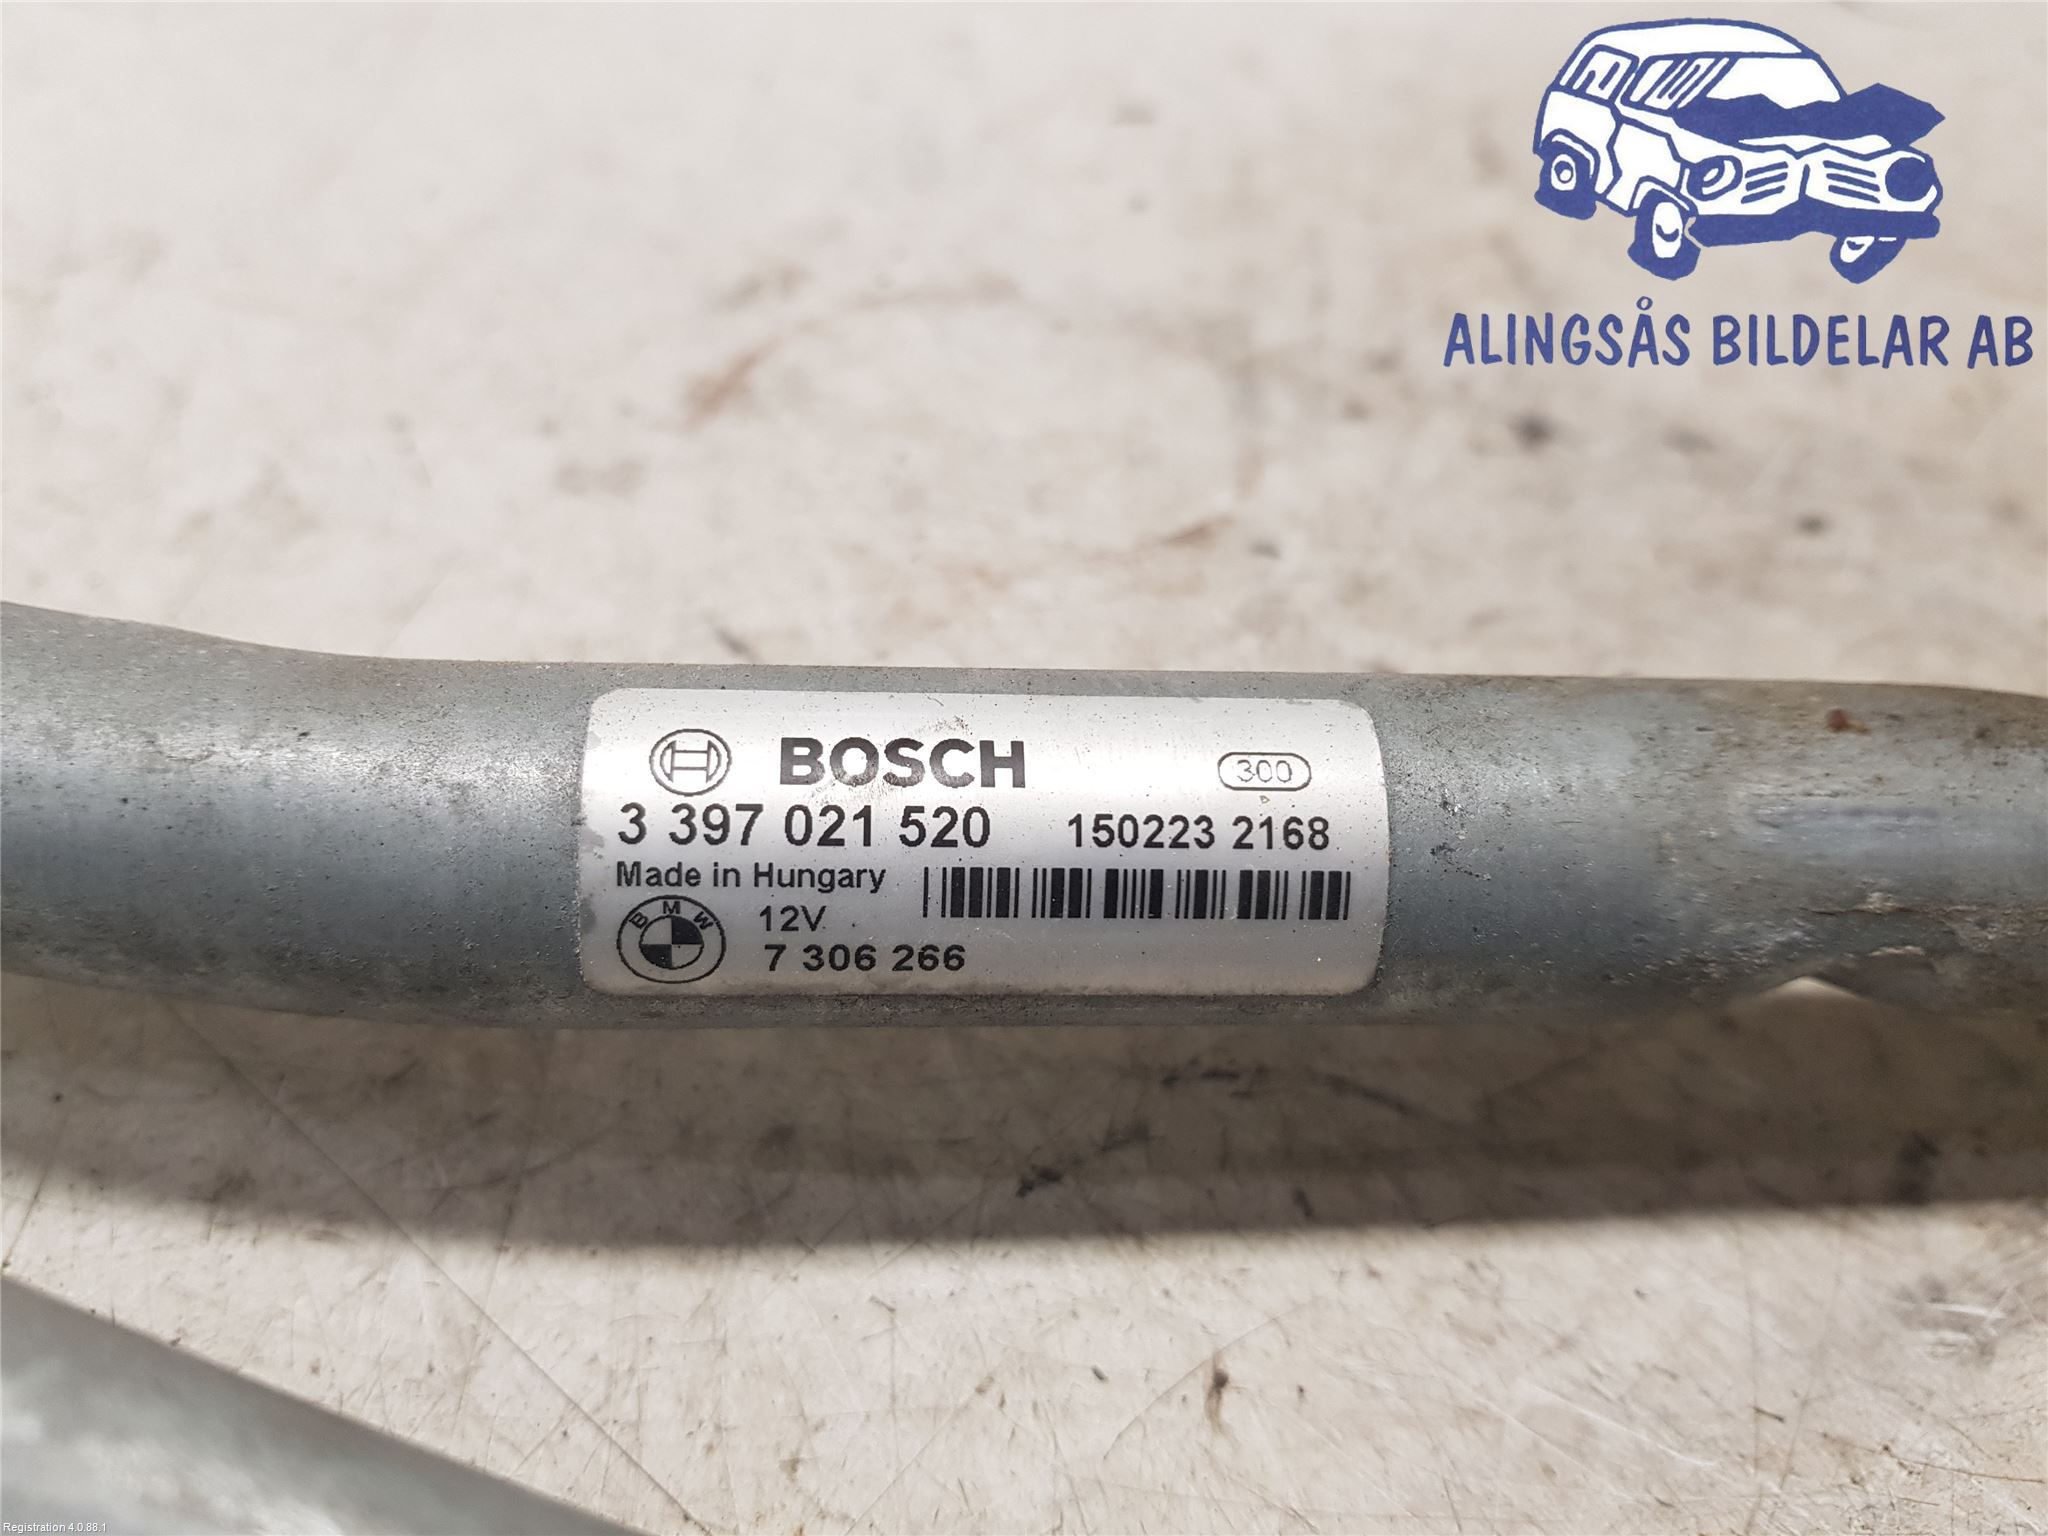 ALINGSÅS BILDELAR AB
BOSCH 300
3 397 021 520 150223 2168
Made in Hungary
BMW 12V
7 306 266
Registration 4.0.88.1